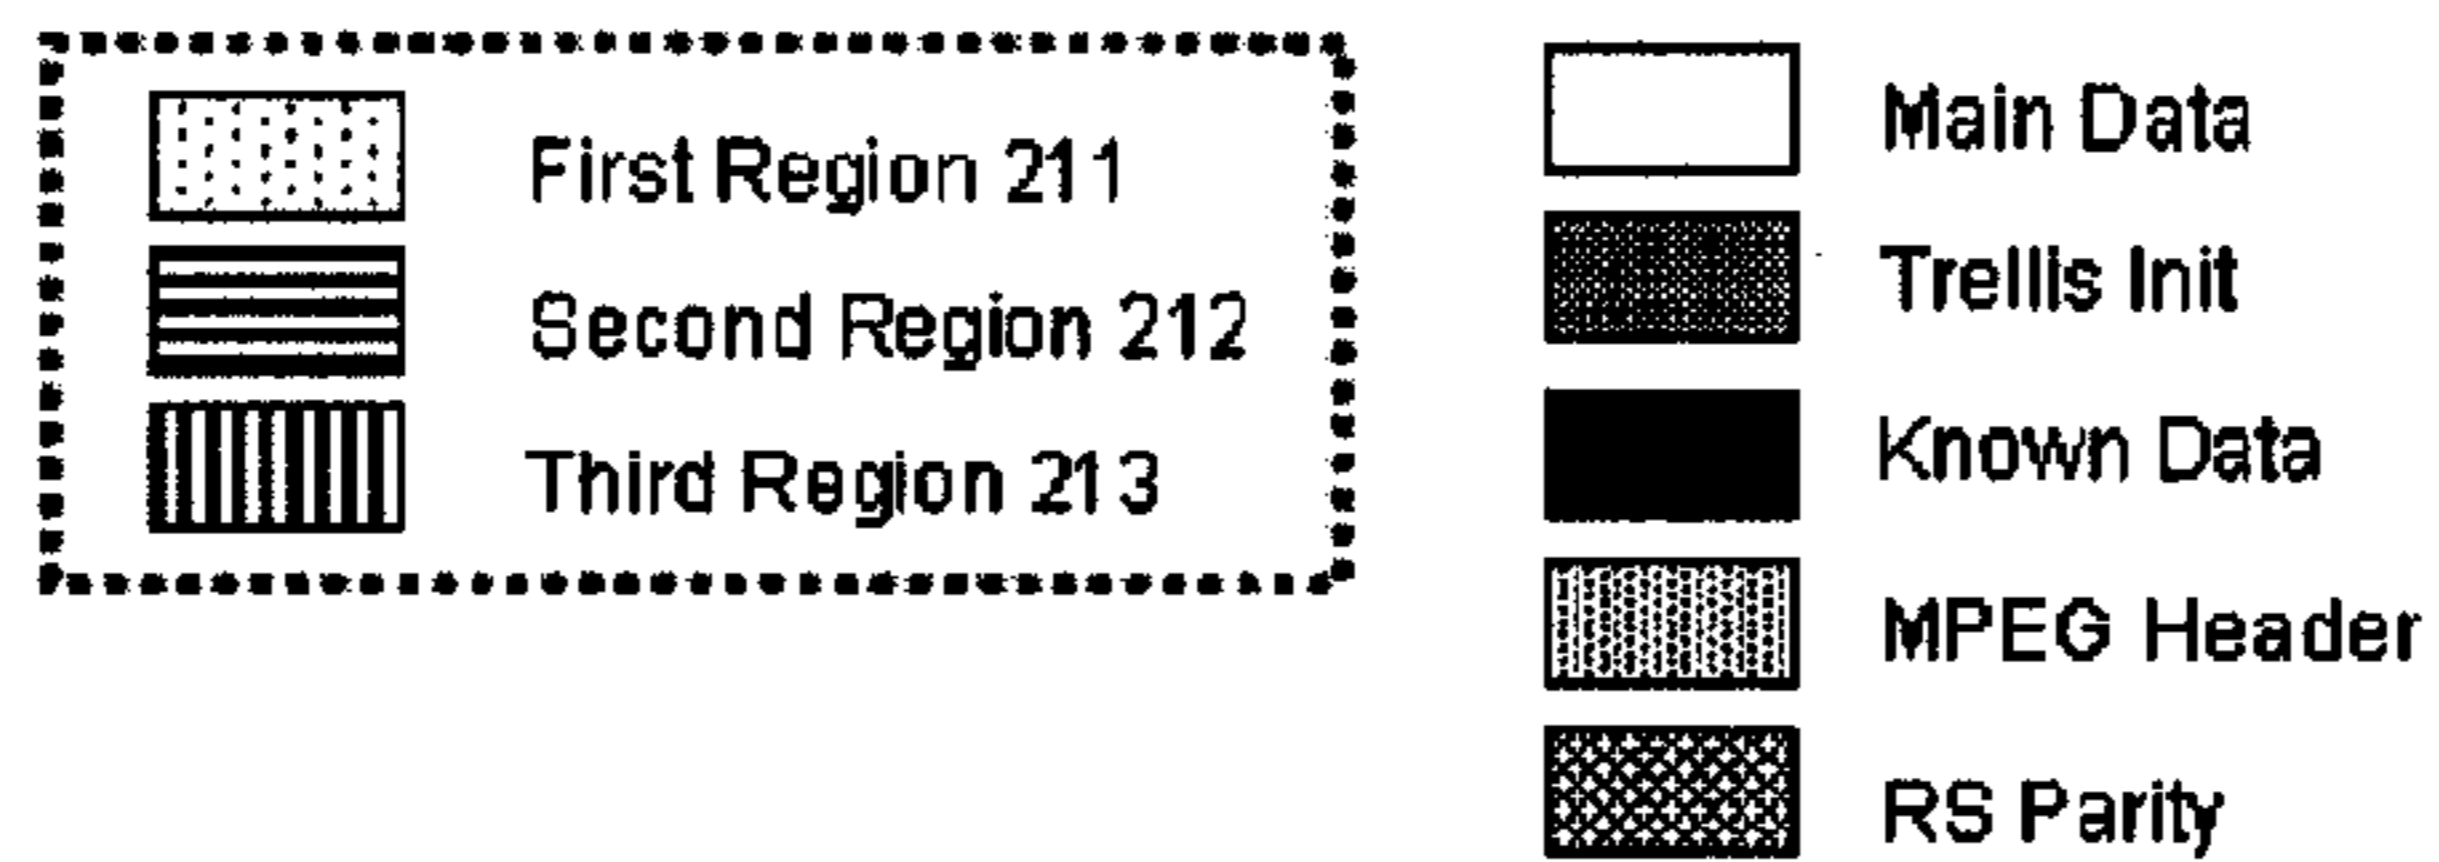 First Region 211
Second Region 212
Third Region 213
Main Data
Trellis Init
Known Data
MPEG Header
RS Parity